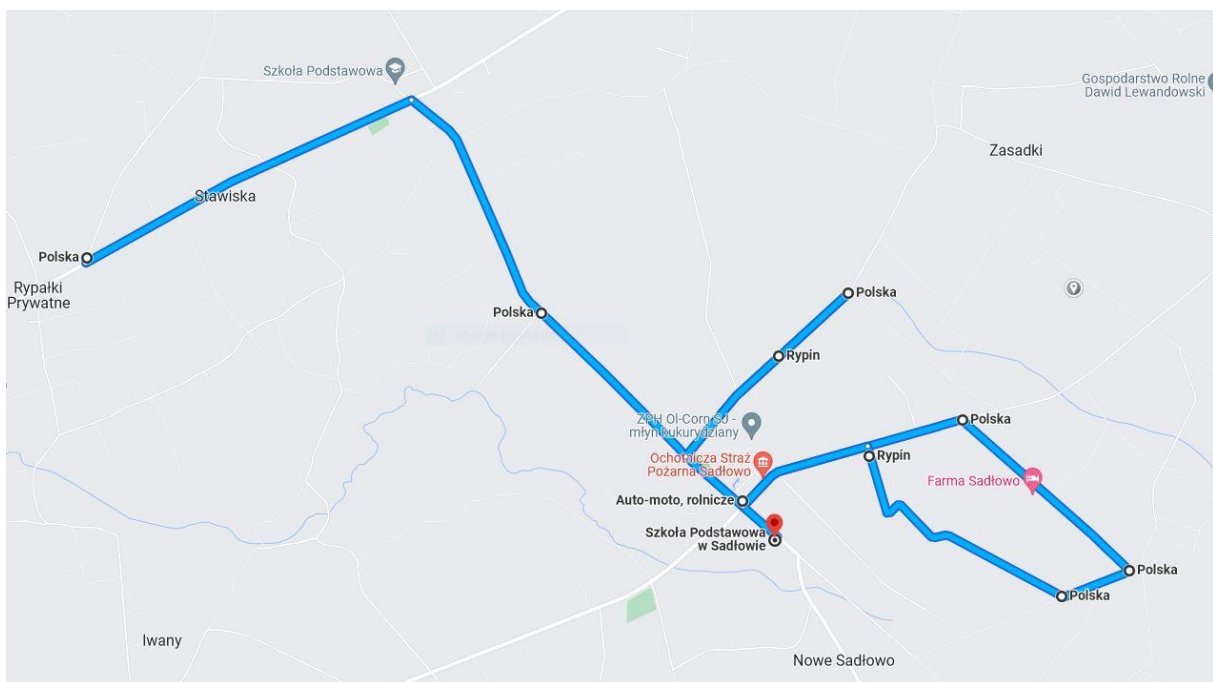 Szkoła Podstawowa
Gospodarstwo Rolne
Dawid Lewandowski
Zasadki
Stawiska
Polska
Rypałki
Prywatne
Polska
Polska
Rypin
ZPH Ol-Corn SJ -
młyn kukurydziany
Polska
Ochotnicza Straż
Pożarna Sadłowo
Rypin
Farma Sadłowo
Auto-moto, rolnicze
Szkoła Podstawowa
w Sadłowie
Polska
Polska
Iwany
Nowe Sadłowo